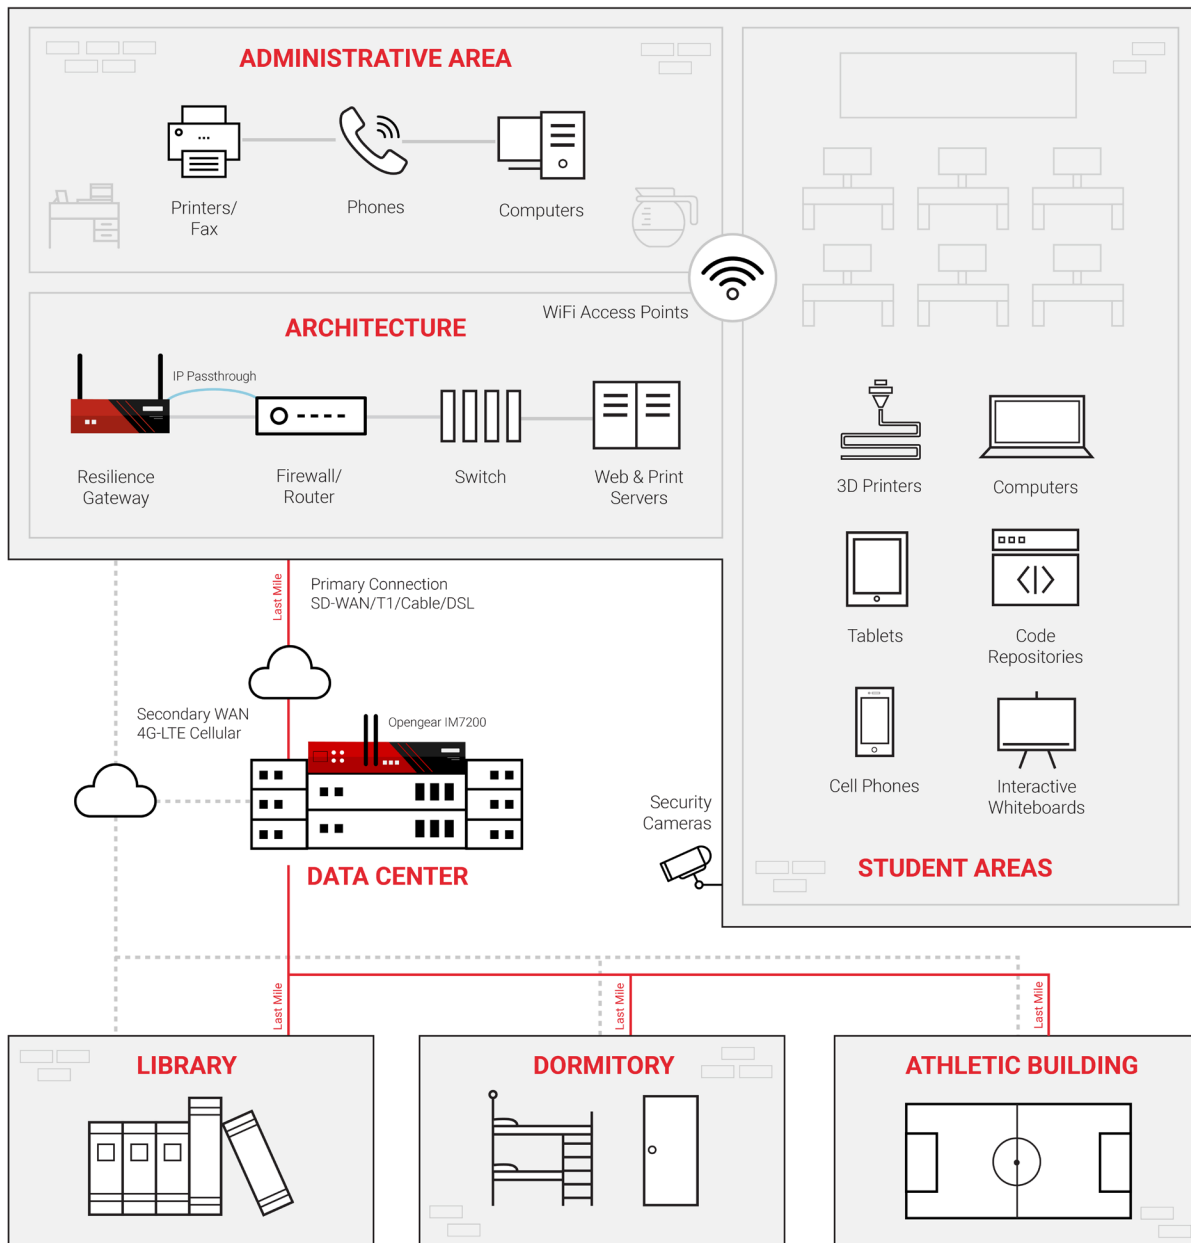 ADMINISTRATIVE AREA
Printers/
Fax
Phones
Computers
WiFi Access Points
ARCHITECTURE
IP Passthrough
Resilience
Gateway
Firewall/
Router
Switch
Web & Print
Servers
3D Printers
Computers
Tablets
Code
Repositories
Cell Phones
Interactive
Whiteboards
STUDENT AREAS
Last Mile
Primary Connection
SD-WAN/T1/Cable/DSL
Secondary WAN
4G-LTE Cellular
Opengear IM7200
DATA CENTER
Security
Cameras
Last Mile
Last Mile
Last Mile
LIBRARY
DORMITORY
ATHLETIC BUILDING